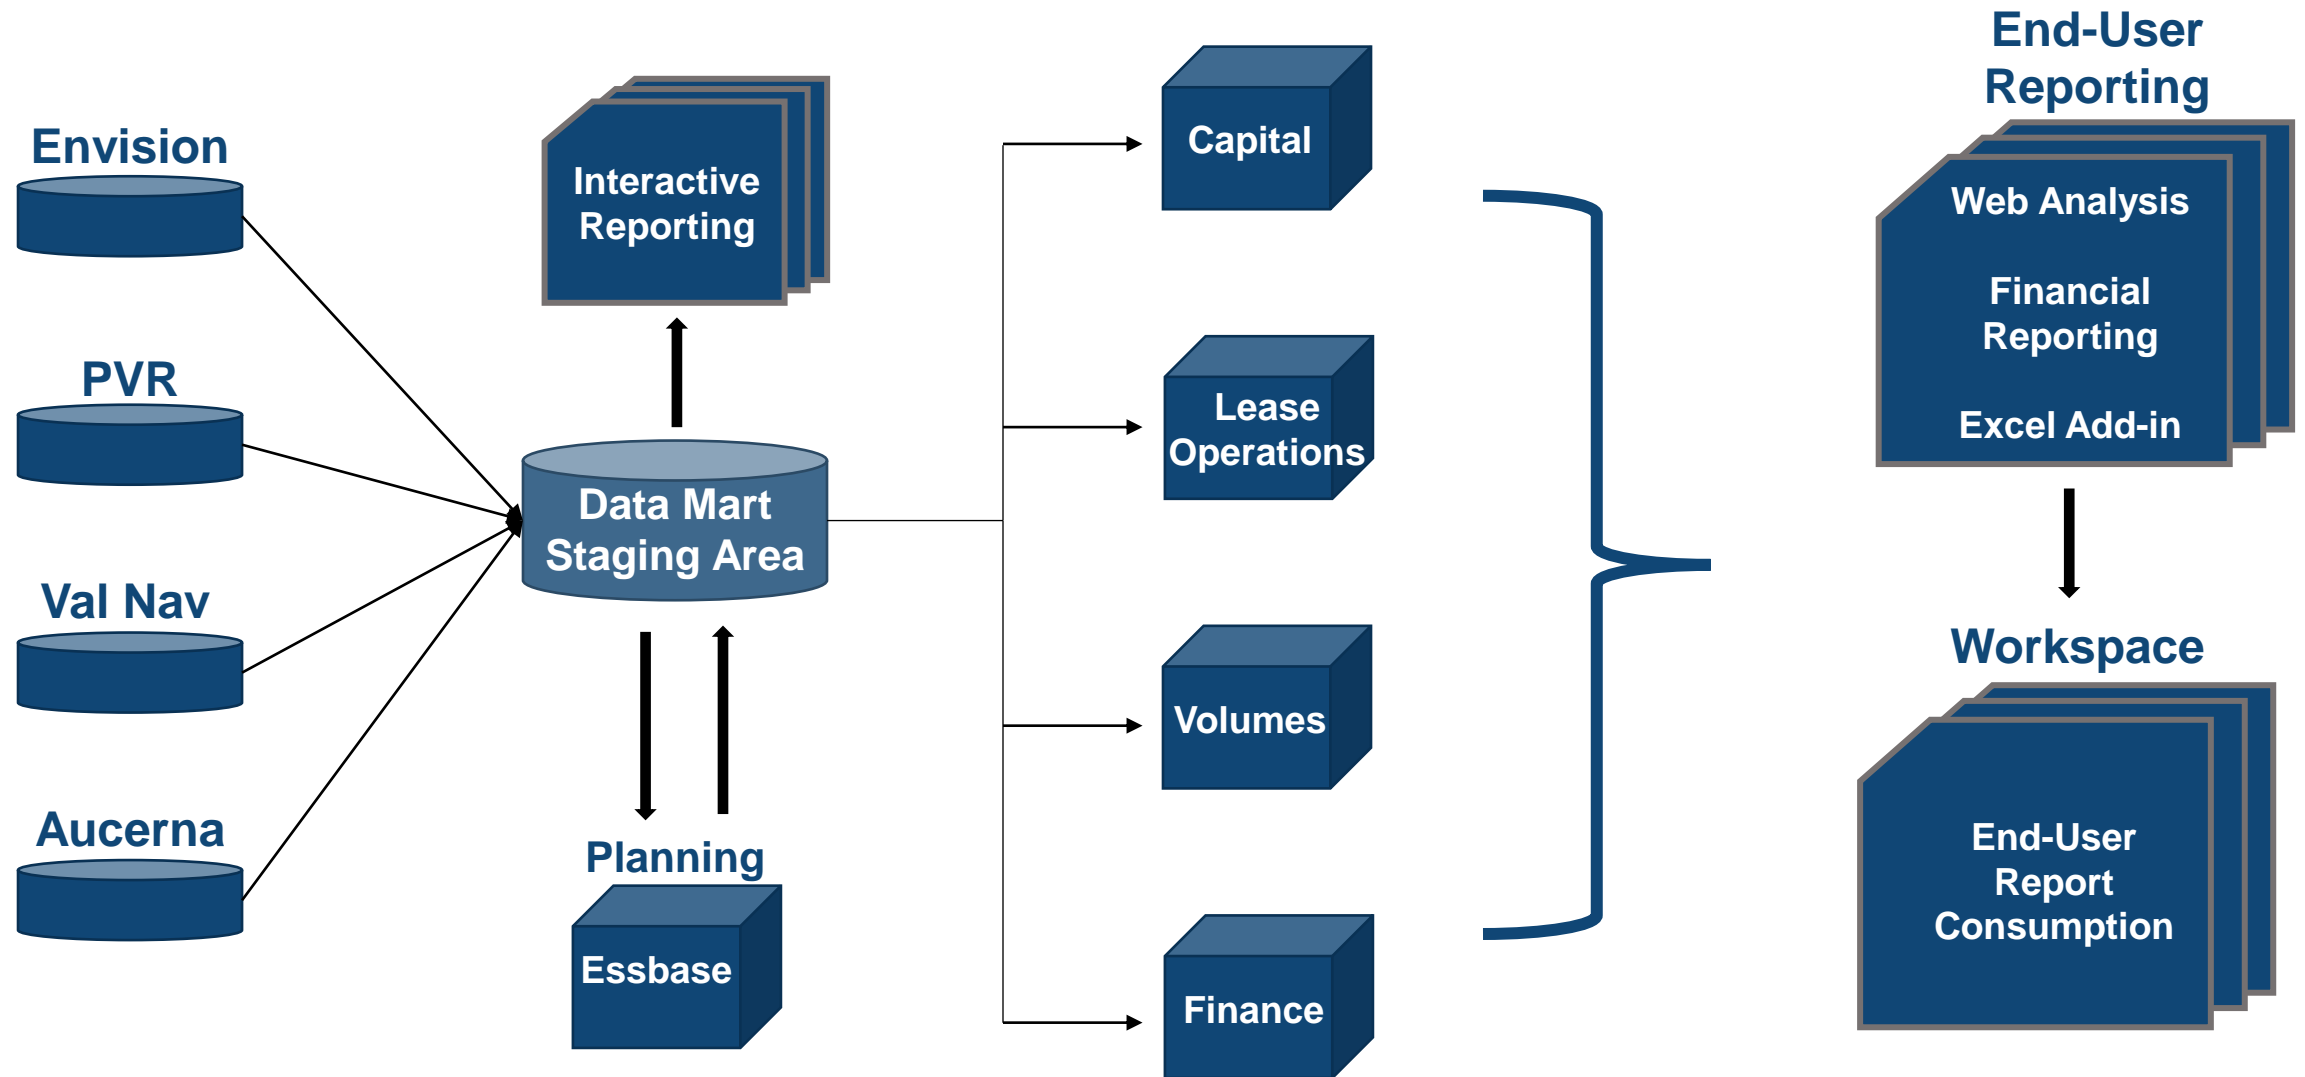 Envision
PVR
Val Nav
Aucerna
Interactive
Reporting
Data Mart
Staging Area
Planning
Essbase
Capital
Lease
Operations
Volumes
Finance
End-User
Reporting
Web Analysis
Financial
Reporting
Excel Add-in
Workspace
End-User
Report
Consumption